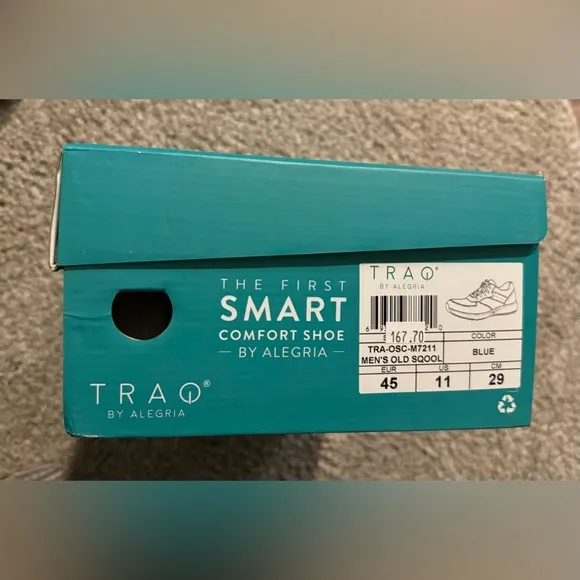 THE FIRST
SMART
COMFORT SHOE
— BY ALEGRIA —
TRAQ®
BY ALEGRIA
TRAQ®
BY ALEGRIA
167.70
COLOR
TRA-OSC-M7211
MEN'S OLD SQOOL
BLUE
EUR US CM
45 11 29